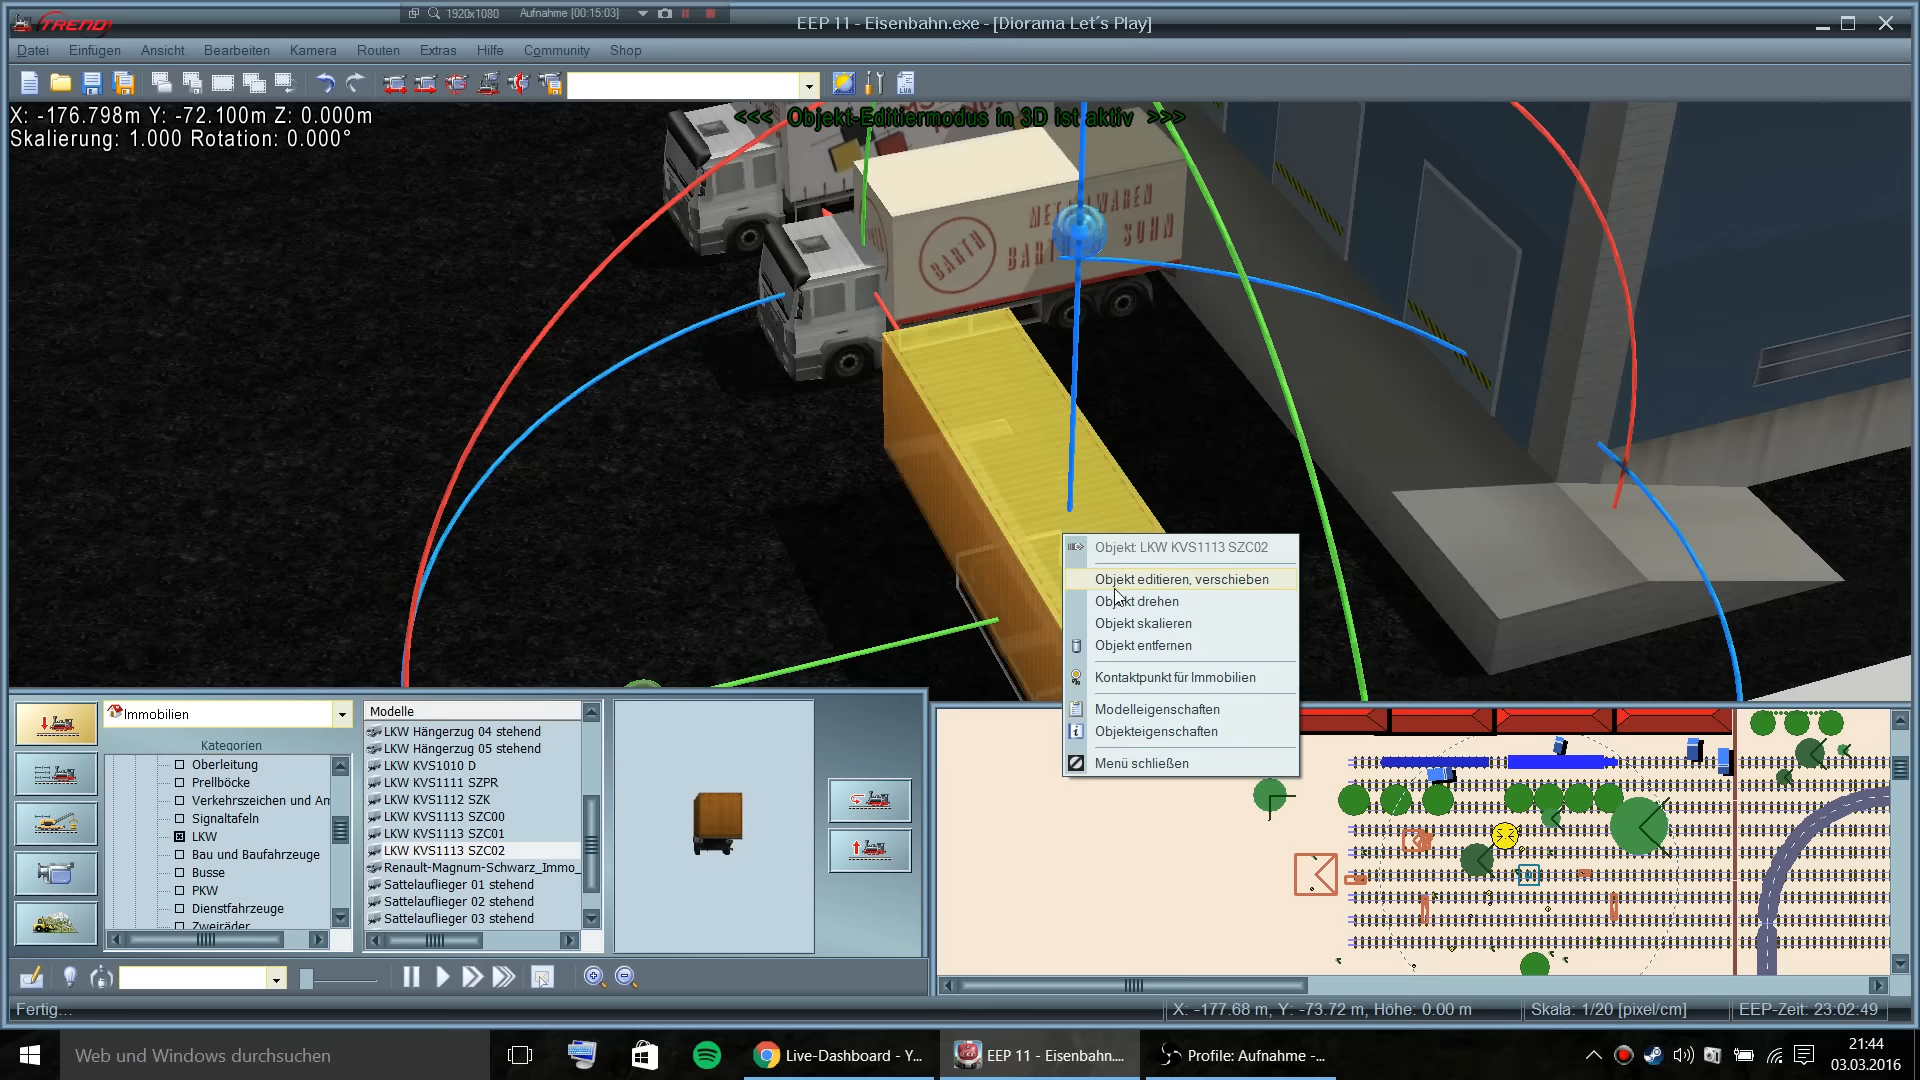 1920x1080 Aufnahme [00:15:03]
TREND
EEP 11 - Eisenbahn.exe - [Diorama Let´s Play]
Datei Einfügen Ansicht Bearbeiten Kamera Routen Extras Hilfe Community Shop
LUA
X: -176.798m Y: -72.100m Z: 0.000m
Skalierung: 1.000 Rotation: 0.000°
<<< Objekt-Editiermodus in 3D ist aktiv >>>
BARTH
SOHN
Objekt: LKW KVS1113 SZC02
Objekt editieren, verschieben
Objekt drehen
Objekt skalieren
Objekt entfernen
Kontaktpunkt für Immobilien
Modelleigenschaften
Objekteigenschaften
Menü schließen
Immobilien
Kategorien
Oberleitung
Prellböcke
Verkehrszeichen und Am
Signaltafeln
LKW
Bau und Baufahrzeuge
Busse
PKW
Dienstfahrzeuge
Zweiräder
Modelle
LKW Hängerzug 04 stehend
LKW Hängerzug 05 stehend
LKW KVS1010 D
LKW KVS1111 SZPR
LKW KVS1112 SZK
LKW KVS1113 SZC00
LKW KVS1113 SZC01
LKW KVS1113 SZC02
Renault-Magnum-Schwarz_Immo_
Sattelauflieger 01 stehend
Sattelauflieger 02 stehend
Sattelauflieger 03 stehend
Fertig...
X: -177.68 m, Y: -73.72 m, Höhe: 0.00 m
Skala: 1/20 [pixel/cm]
EEP-Zeit: 23:02:49
Web und Windows durchsuchen
Live-Dashboard - Y...
EEP 11 - Eisenbahn....
Profile: Aufnahme -...
21:44
03.03.2016